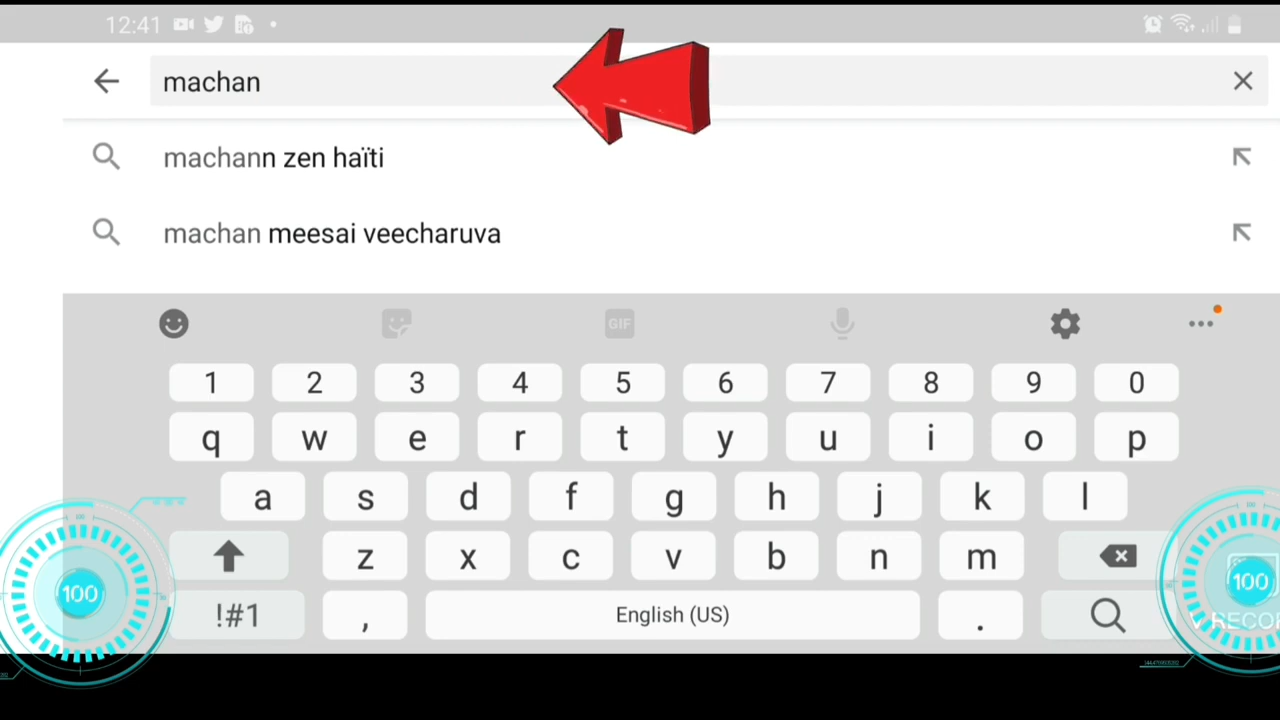 12:41
machan
machann zen haïti
machan meesai veecharuva
GIF
1 2 3 4 5 6 7 8 9 0
q w e r t y u i o p
a s d f g h j k l
z x c v b n m
!#1 , English (US) .
100
100